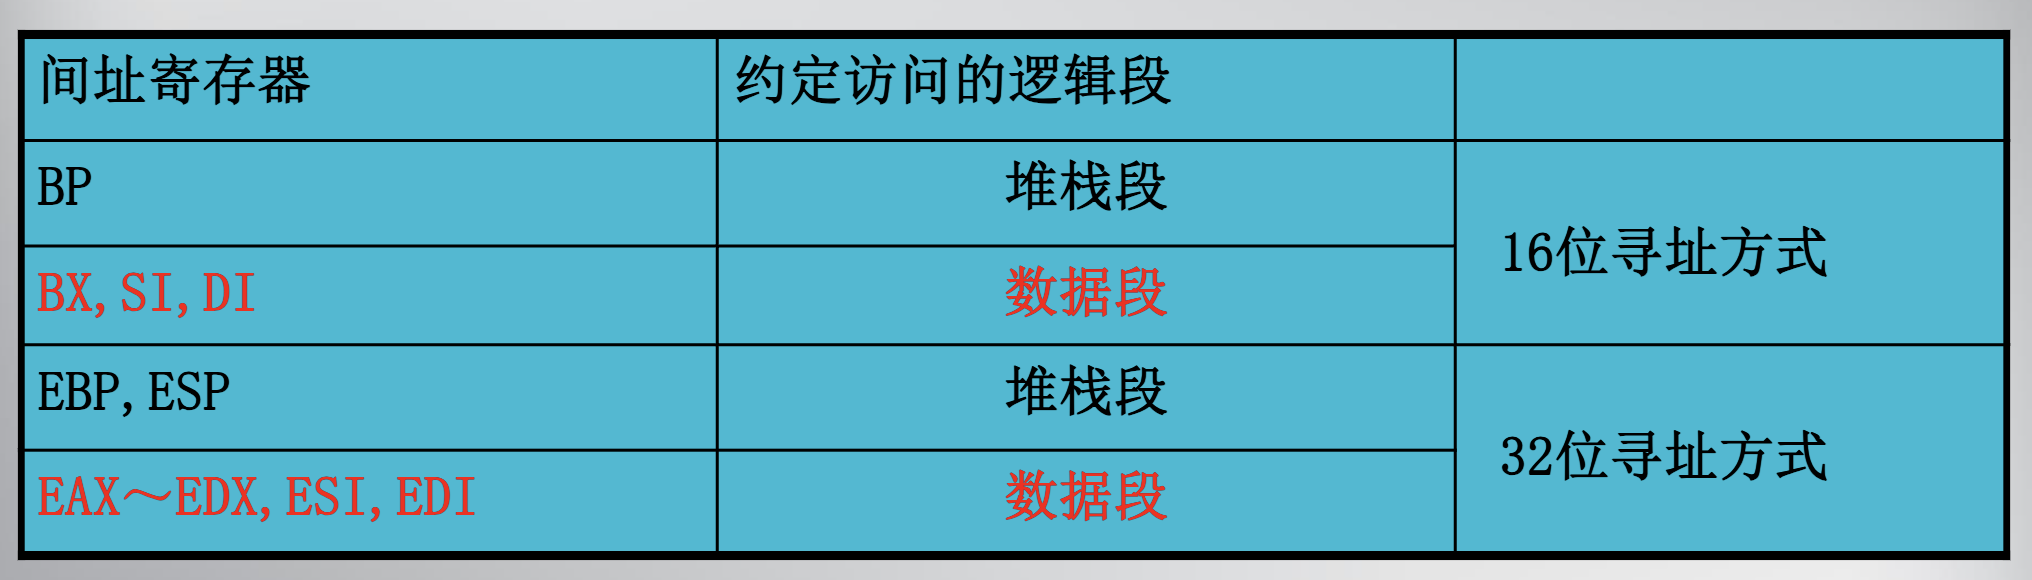 间址寄存器 约定访问的逻辑段
BP 堆栈段
16位寻址方式
BX,SI,DI 数据段
EBP,ESP 堆栈段
32位寻址方式
EAX～EDX,ESI,EDI 数据段